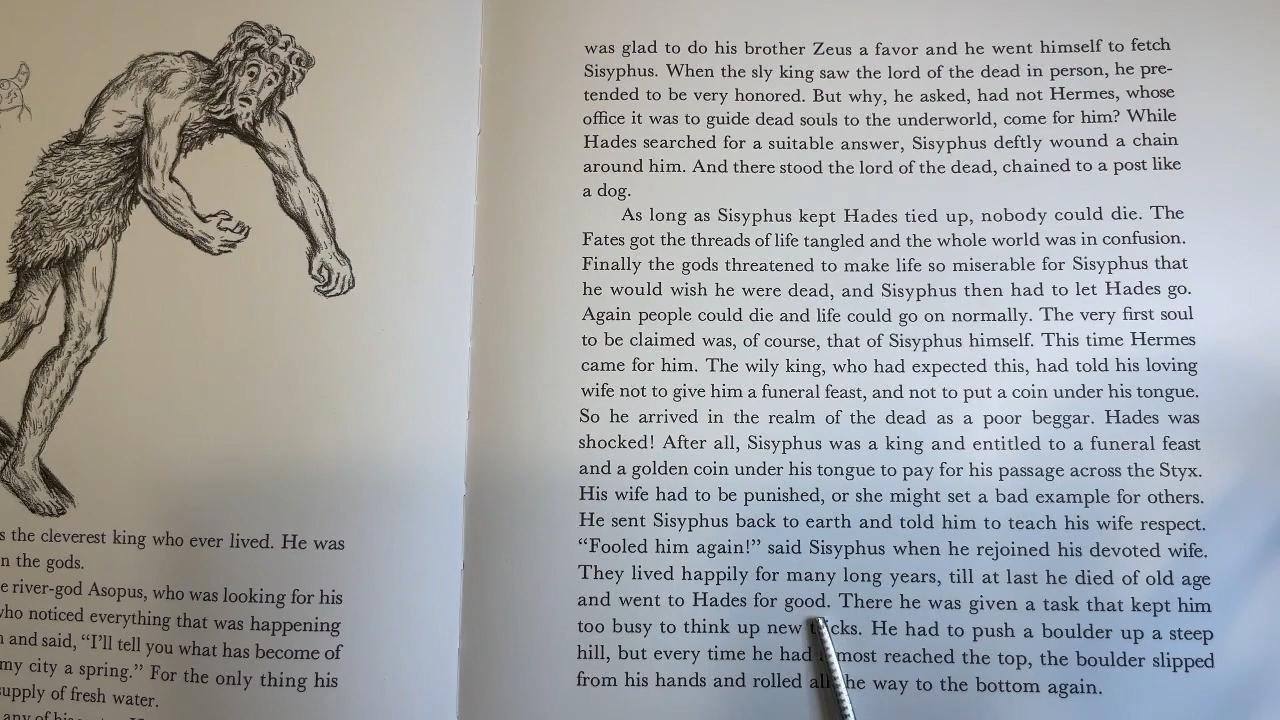 s the cleverest king who ever lived. He was
n the gods.
e river-god Asopus, who was looking for his
who noticed everything that was happening
and said, "I'll tell you what has become of
my city a spring." For the only thing his
supply of fresh water.
any of his
was glad to do his brother Zeus a favor and he went himself to fetch
Sisyphus. When the sly king saw the lord of the dead in person, he pre-
tended to be very honored. But why, he asked, had not Hermes, whose
office it was to guide dead souls to the underworld, come for him? While
Hades searched for a suitable answer, Sisyphus deftly wound a chain
around him. And there stood the lord of the dead, chained to a post like
a dog.
As long as Sisyphus kept Hades tied up, nobody could die. The
Fates got the threads of life tangled and the whole world was in confusion.
Finally the gods threatened to make life so miserable for Sisyphus that
he would wish he were dead, and Sisyphus then had to let Hades go.
Again people could die and life could go on normally. The very first soul
to be claimed was, of course, that of Sisyphus himself. This time Hermes
came for him. The wily king, who had expected this, had told his loving
wife not to give him a funeral feast, and not to put a coin under his tongue.
So he arrived in the realm of the dead as a poor beggar. Hades was
shocked! After all, Sisyphus was a king and entitled to a funeral feast
and a golden coin under his tongue to pay for his passage across the Styx.
His wife had to be punished, or she might set a bad example for others.
He sent Sisyphus back to earth and told him to teach his wife respect.
"Fooled him again!" said Sisyphus when he rejoined his devoted wife.
They lived happily for many long years, till at last he died of old age
and went to Hades for good. There he was given a task that kept him
too busy to think up new tricks. He had to push a boulder up a steep
hill, but every time he had almost reached the top, the boulder slipped
from his hands and rolled all the way to the bottom again.